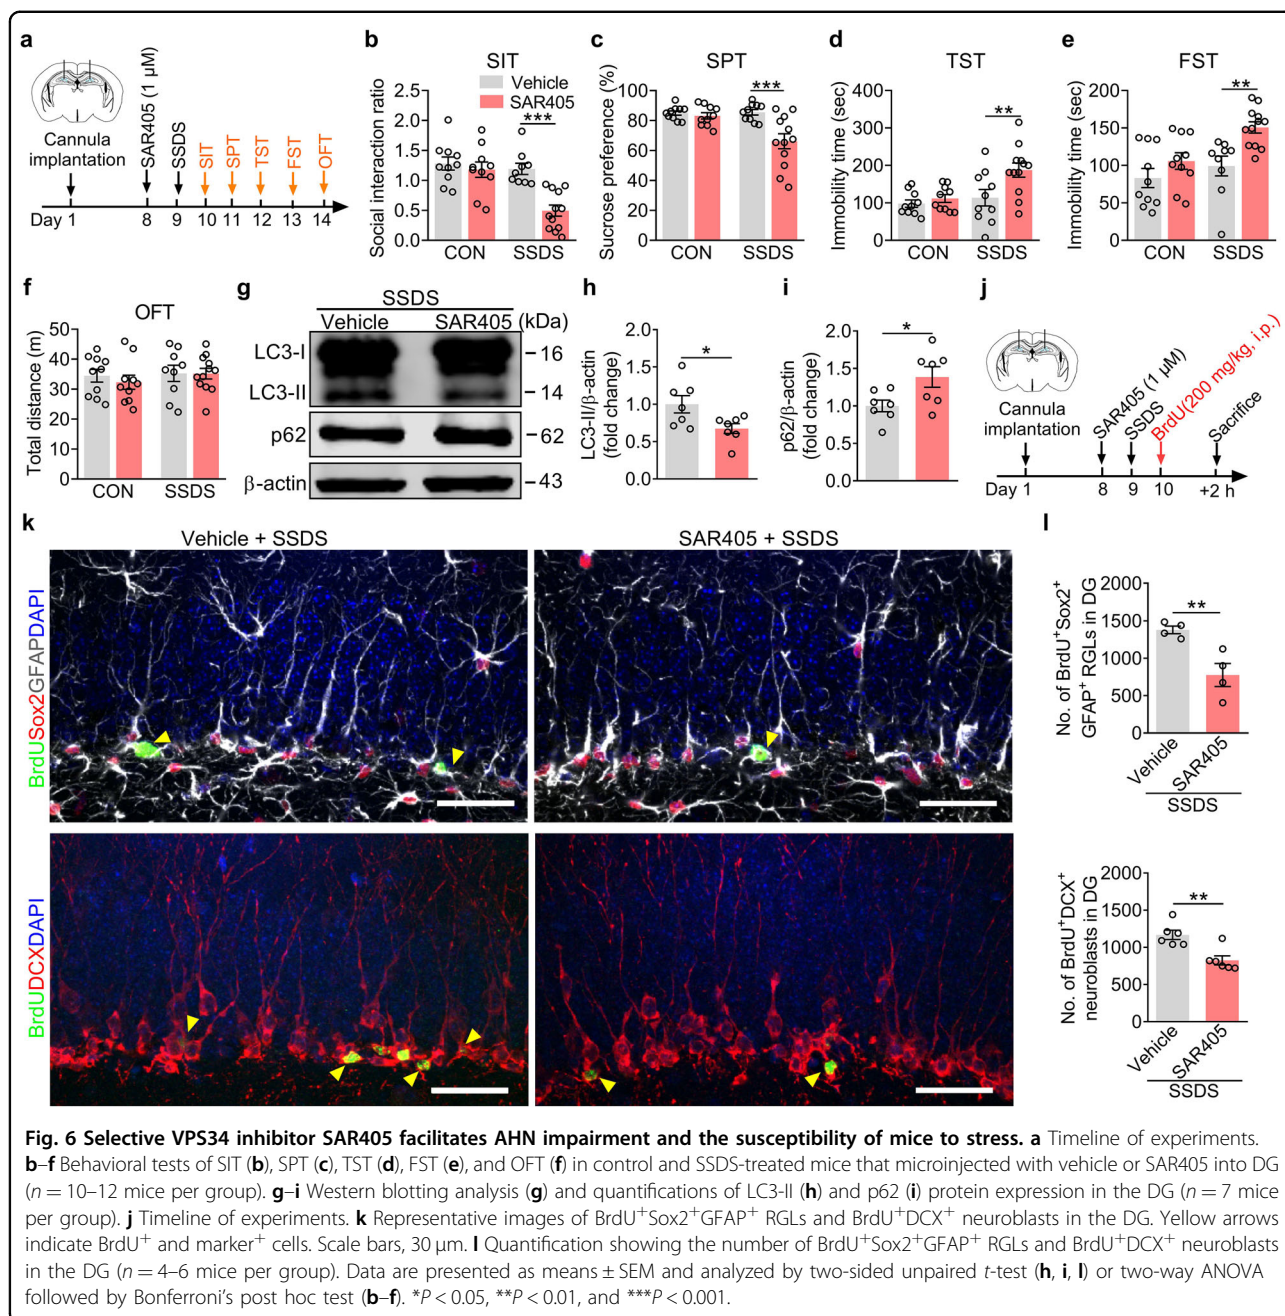 a
Cannula
implantation
SAR405 (1 μM)
SSDS
SIT
SPT
TST
FST
OFT
Day 1 8 9 10 11 12 13 14
b
SIT
Vehicle
SAR405
Social interaction ratio
2.5
2.0
1.5
1.0
0.5
0.0
***
CON SSDS
c
SPT
Sucrose preference (%)
100
80
60
40
20
0
***
CON SSDS
d
TST
Immobility time (sec)
400
300
200
100
0
**
CON SSDS
e
FST
Immobility time (sec)
200
150
100
50
0
**
CON SSDS
f
OFT
Total distance (m)
50
40
30
20
10
0
CON SSDS
g
SSDS
Vehicle SAR405 (kDa)
LC3-I 16
LC3-II 14
p62 62
β-actin 43
h
LC3-II/β-actin
(fold change)
2.0
1.5
1.0
0.5
0.0
*
i
p62/β-actin
(fold change)
2.0
1.5
1.0
0.5
0.0
*
j
Cannula
implantation
SAR405 (1 μM)
SSDS
BrdU(200 mg/kg, i.p.)
Sacrifice
Day 1 8 9 10 +2 h
k
Vehicle + SSDS SAR405 + SSDS
BrdUSox2GFAPDAPI
BrdUDCXDAPI
l
No. of BrdU⁺Sox2⁺
GFAP⁺ RGLs in DG
2000
1500
1000
500
0
**
Vehicle
SAR405
SSDS
No. of BrdU⁺DCX⁺
neuroblasts in DG
2000
1500
1000
500
0
**
Vehicle
SAR405
SSDS
Fig. 6 Selective VPS34 inhibitor SAR405 facilitates AHN impairment and the susceptibility of mice to stress. a Timeline of experiments.
b–f Behavioral tests of SIT (b), SPT (c), TST (d), FST (e), and OFT (f) in control and SSDS-treated mice that microinjected with vehicle or SAR405 into DG
(n = 10–12 mice per group). g–i Western blotting analysis (g) and quantifications of LC3-II (h) and p62 (i) protein expression in the DG (n = 7 mice
per group). j Timeline of experiments. k Representative images of BrdU⁺Sox2⁺GFAP⁺ RGLs and BrdU⁺DCX⁺ neuroblasts in the DG. Yellow arrows
indicate BrdU⁺ and marker⁺ cells. Scale bars, 30 μm. l Quantification showing the number of BrdU⁺Sox2⁺GFAP⁺ RGLs and BrdU⁺DCX⁺ neuroblasts
in the DG (n = 4–6 mice per group). Data are presented as means ± SEM and analyzed by two-sided unpaired t-test (h, i, l) or two-way ANOVA
followed by Bonferroni's post hoc test (b–f). *P < 0.05, **P < 0.01, and ***P < 0.001.